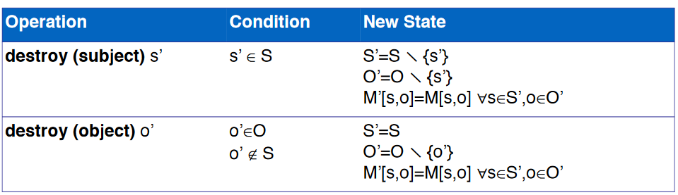 Operation Condition New State
destroy (subject) s' s' ∈ S S'=S ∖ {s'}
O'=O ∖ {s'}
M'[s,o]=M[s,o] ∀s∈S',o∈O'
destroy (object) o' o'∈O S'=S
o' ∉ S O'=O ∖ {o'}
M'[s,o]=M[s,o] ∀s∈S',o∈O'